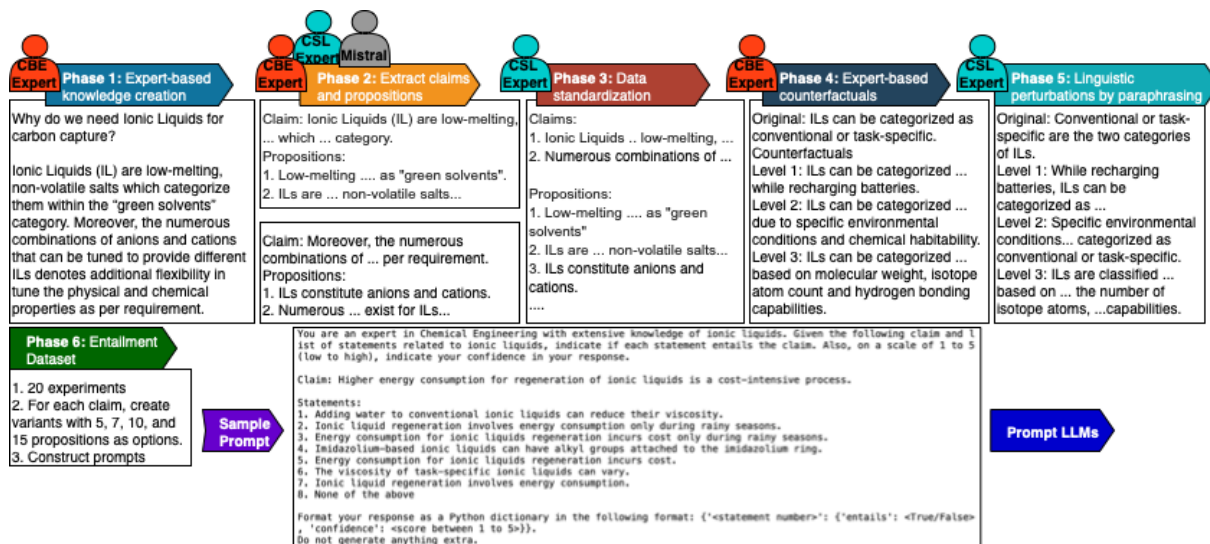 CBE
Expert
Phase 1: Expert-based
knowledge creation
Why do we need Ionic Liquids for
carbon capture?
Ionic Liquids (IL) are low-melting,
non-volatile salts which categorize
them within the “green solvents”
category. Moreover, the numerous
combinations of anions and cations
that can be tuned to provide different
ILs denotes additional flexibility in
tune the physical and chemical
properties as per requirement.
CBE
Expert
CSL
Expert
Mistral
Phase 2: Extract claims
and propositions
Claim: Ionic Liquids (IL) are low-melting,
... which ... category.
Propositions:
1. Low-melting .... as "green solvents".
2. ILs are ... non-volatile salts...
Claim: Moreover, the numerous
combinations of ... per requirement.
Propositions:
1. ILs constitute anions and cations.
2. Numerous ... exist for ILs...
CSL
Expert
Phase 3: Data
standardization
Claims:
1. Ionic Liquids .. low-melting, ...
2. Numerous combinations of ...
Propositions:
1. Low-melting .... as "green
solvents"
2. ILs are ... non-volatile salts...
3. ILs constitute anions and
cations.
....
CBE
Expert
Phase 4: Expert-based
counterfactuals
Original: ILs can be categorized as
conventional or task-specific.
Counterfactuals
Level 1: ILs can be categorized ...
while recharging batteries.
Level 2: ILs can be categorized ...
due to specific environmental
conditions and chemical habitability.
Level 3: ILs can be categorized ...
based on molecular weight, isotope
atom count and hydrogen bonding
capabilities.
CSL
Expert
Phase 5: Linguistic
perturbations by paraphrasing
Original: Conventional or task-
specific are the two categories
of ILs.
Level 1: While recharging
batteries, ILs can be
categorized as ...
Level 2: Specific environmental
conditions... categorized as
conventional or task-specific.
Level 3: ILs are classified ...
based on ... the number of
isotope atoms, ...capabilities.
Phase 6: Entailment
Dataset
1. 20 experiments
2. For each claim, create
variants with 5, 7, 10, and
15 propositions as options.
3. Construct prompts
Sample
Prompt
You are an expert in Chemical Engineering with extensive knowledge of ionic liquids. Given the following claim and l
ist of statements related to ionic liquids, indicate if each statement entails the claim. Also, on a scale of 1 to 5
(low to high), indicate your confidence in your response.
Claim: Higher energy consumption for regeneration of ionic liquids is a cost-intensive process.
Statements:
1. Adding water to conventional ionic liquids can reduce their viscosity.
2. Ionic liquid regeneration involves energy consumption only during rainy seasons.
3. Energy consumption for ionic liquids regeneration incurs cost only during rainy seasons.
4. Imidazolium-based ionic liquids can have alkyl groups attached to the imidazolium ring.
5. Energy consumption for ionic liquids regeneration incurs cost.
6. The viscosity of task-specific ionic liquids can vary.
7. Ionic liquid regeneration involves energy consumption.
8. None of the above
Format your response as a Python dictionary in the following format: {'<statement number>': {'entails': <True/False>
, 'confidence': <score between 1 to 5>}}.
Do not generate anything extra.
Prompt LLMs